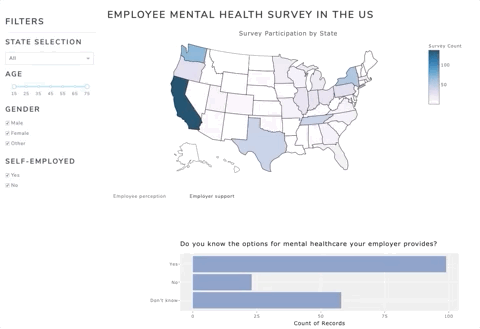 EMPLOYEE MENTAL HEALTH SURVEY IN THE US
FILTERS
STATE SELECTION
All
AGE
15 25 35 45 55 65 75
GENDER
Male
Female
Other
SELF-EMPLOYED
Yes
No
Survey Participation by State
Survey Count
100
50
Employee perception
Employer support
Do you know the options for mental healthcare your employer provides?
Yes
No
Don't know
0 25 50 75 100
Count of Records